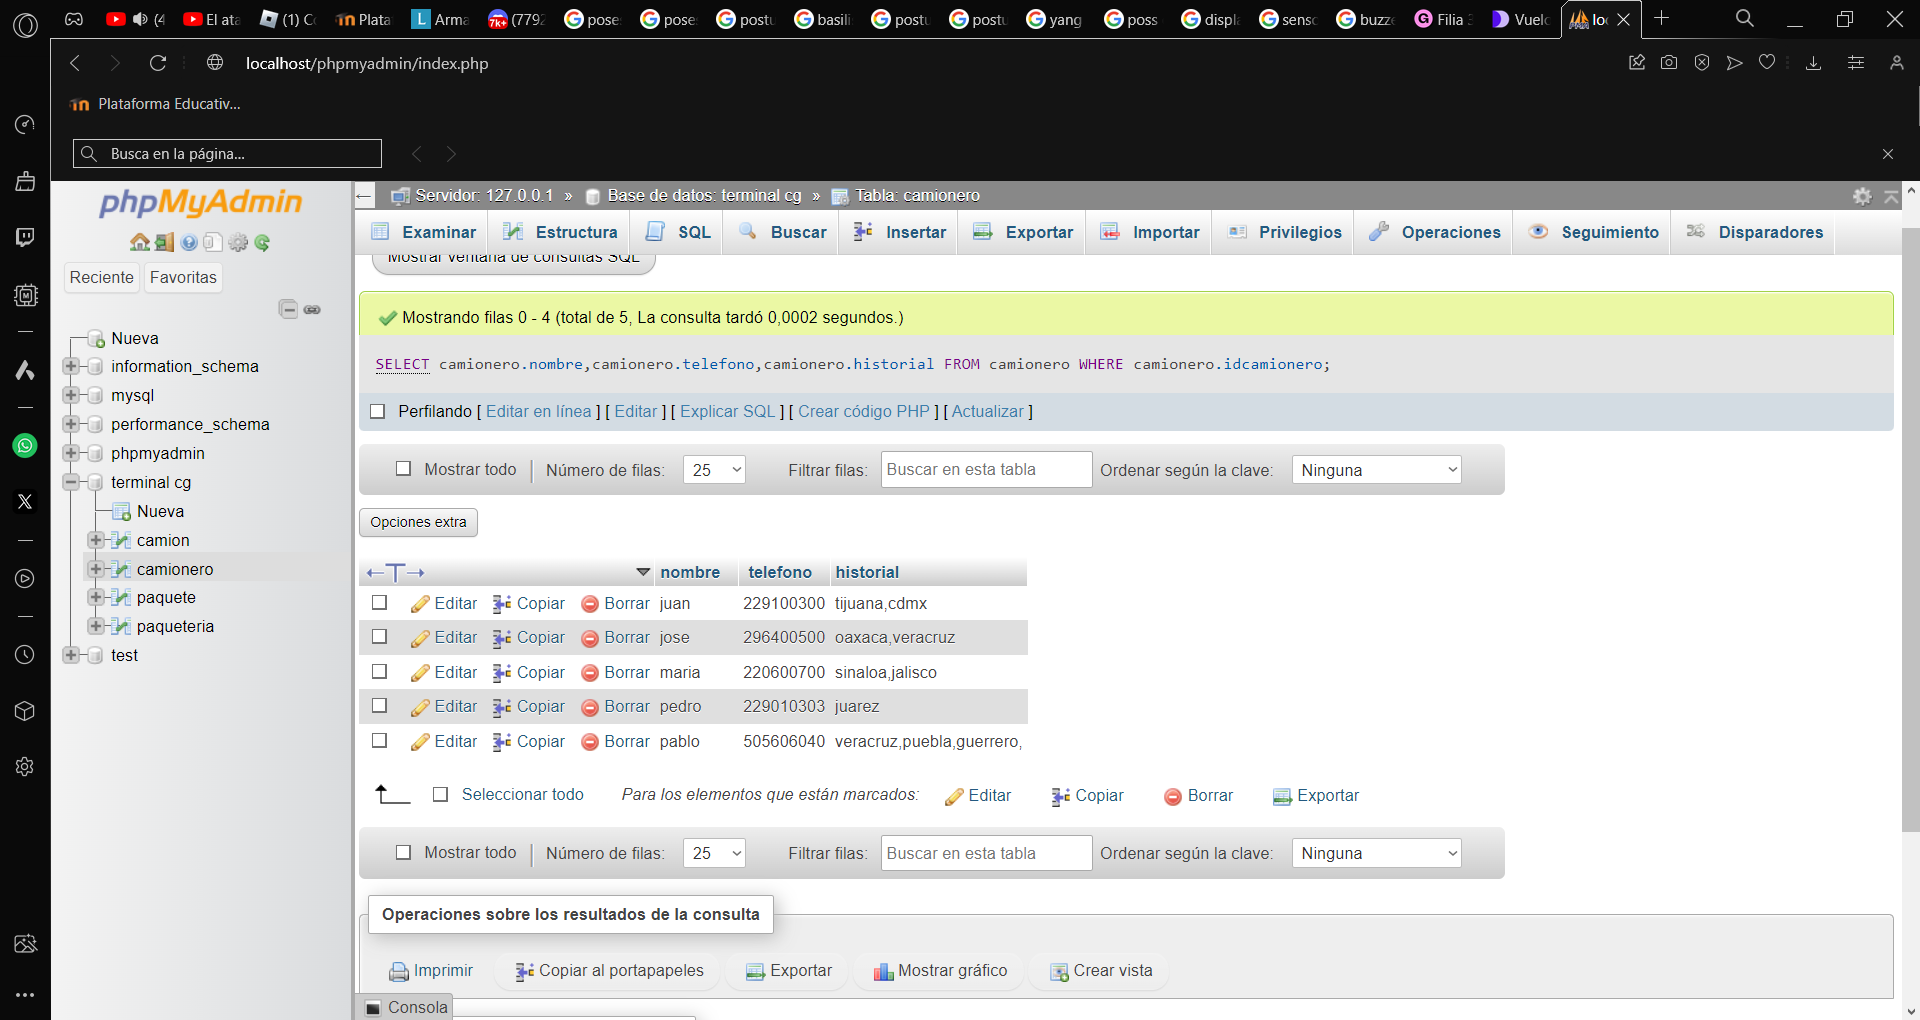 (4
El ata
(1) C
Plata
Arma
7k+
(779
pose
pose
postu
basili
postu
postu
yang
poss
displ
senso
buzze
Filia
Vuelo
lo
localhost/phpmyadmin/index.php
Plataforma Educativ...
Busca en la página...
phpMyAdmin
Reciente
Favoritas
Nueva
information_schema
mysql
performance_schema
phpmyadmin
terminal cg
Nueva
camion
camionero
paquete
paqueteria
test
Servidor: 127.0.0.1 » Base de datos: terminal cg » Tabla: camionero
Examinar Estructura SQL Buscar Insertar Exportar Importar Privilegios Operaciones Seguimiento Disparadores
Mostrar ventana de consultas SQL
Mostrando filas 0 - 4 (total de 5, La consulta tardó 0,0002 segundos.)
SELECT camionero.nombre,camionero.telefono,camionero.historial FROM camionero WHERE camionero.idcamionero;
Perfilando [ Editar en línea ] [ Editar ] [ Explicar SQL ] [ Crear código PHP ] [ Actualizar ]
Mostrar todo Número de filas: 25 Filtrar filas: Buscar en esta tabla Ordenar según la clave: Ninguna
Opciones extra
nombre telefono historial
Editar Copiar Borrar juan 229100300 tijuana,cdmx
Editar Copiar Borrar jose 296400500 oaxaca,veracruz
Editar Copiar Borrar maria 220600700 sinaloa,jalisco
Editar Copiar Borrar pedro 229010303 juarez
Editar Copiar Borrar pablo 505606040 veracruz,puebla,guerrero,
Seleccionar todo Para los elementos que están marcados: Editar Copiar Borrar Exportar
Mostrar todo Número de filas: 25 Filtrar filas: Buscar en esta tabla Ordenar según la clave: Ninguna
Operaciones sobre los resultados de la consulta
Imprimir Copiar al portapapeles Exportar Mostrar gráfico Crear vista
Consola